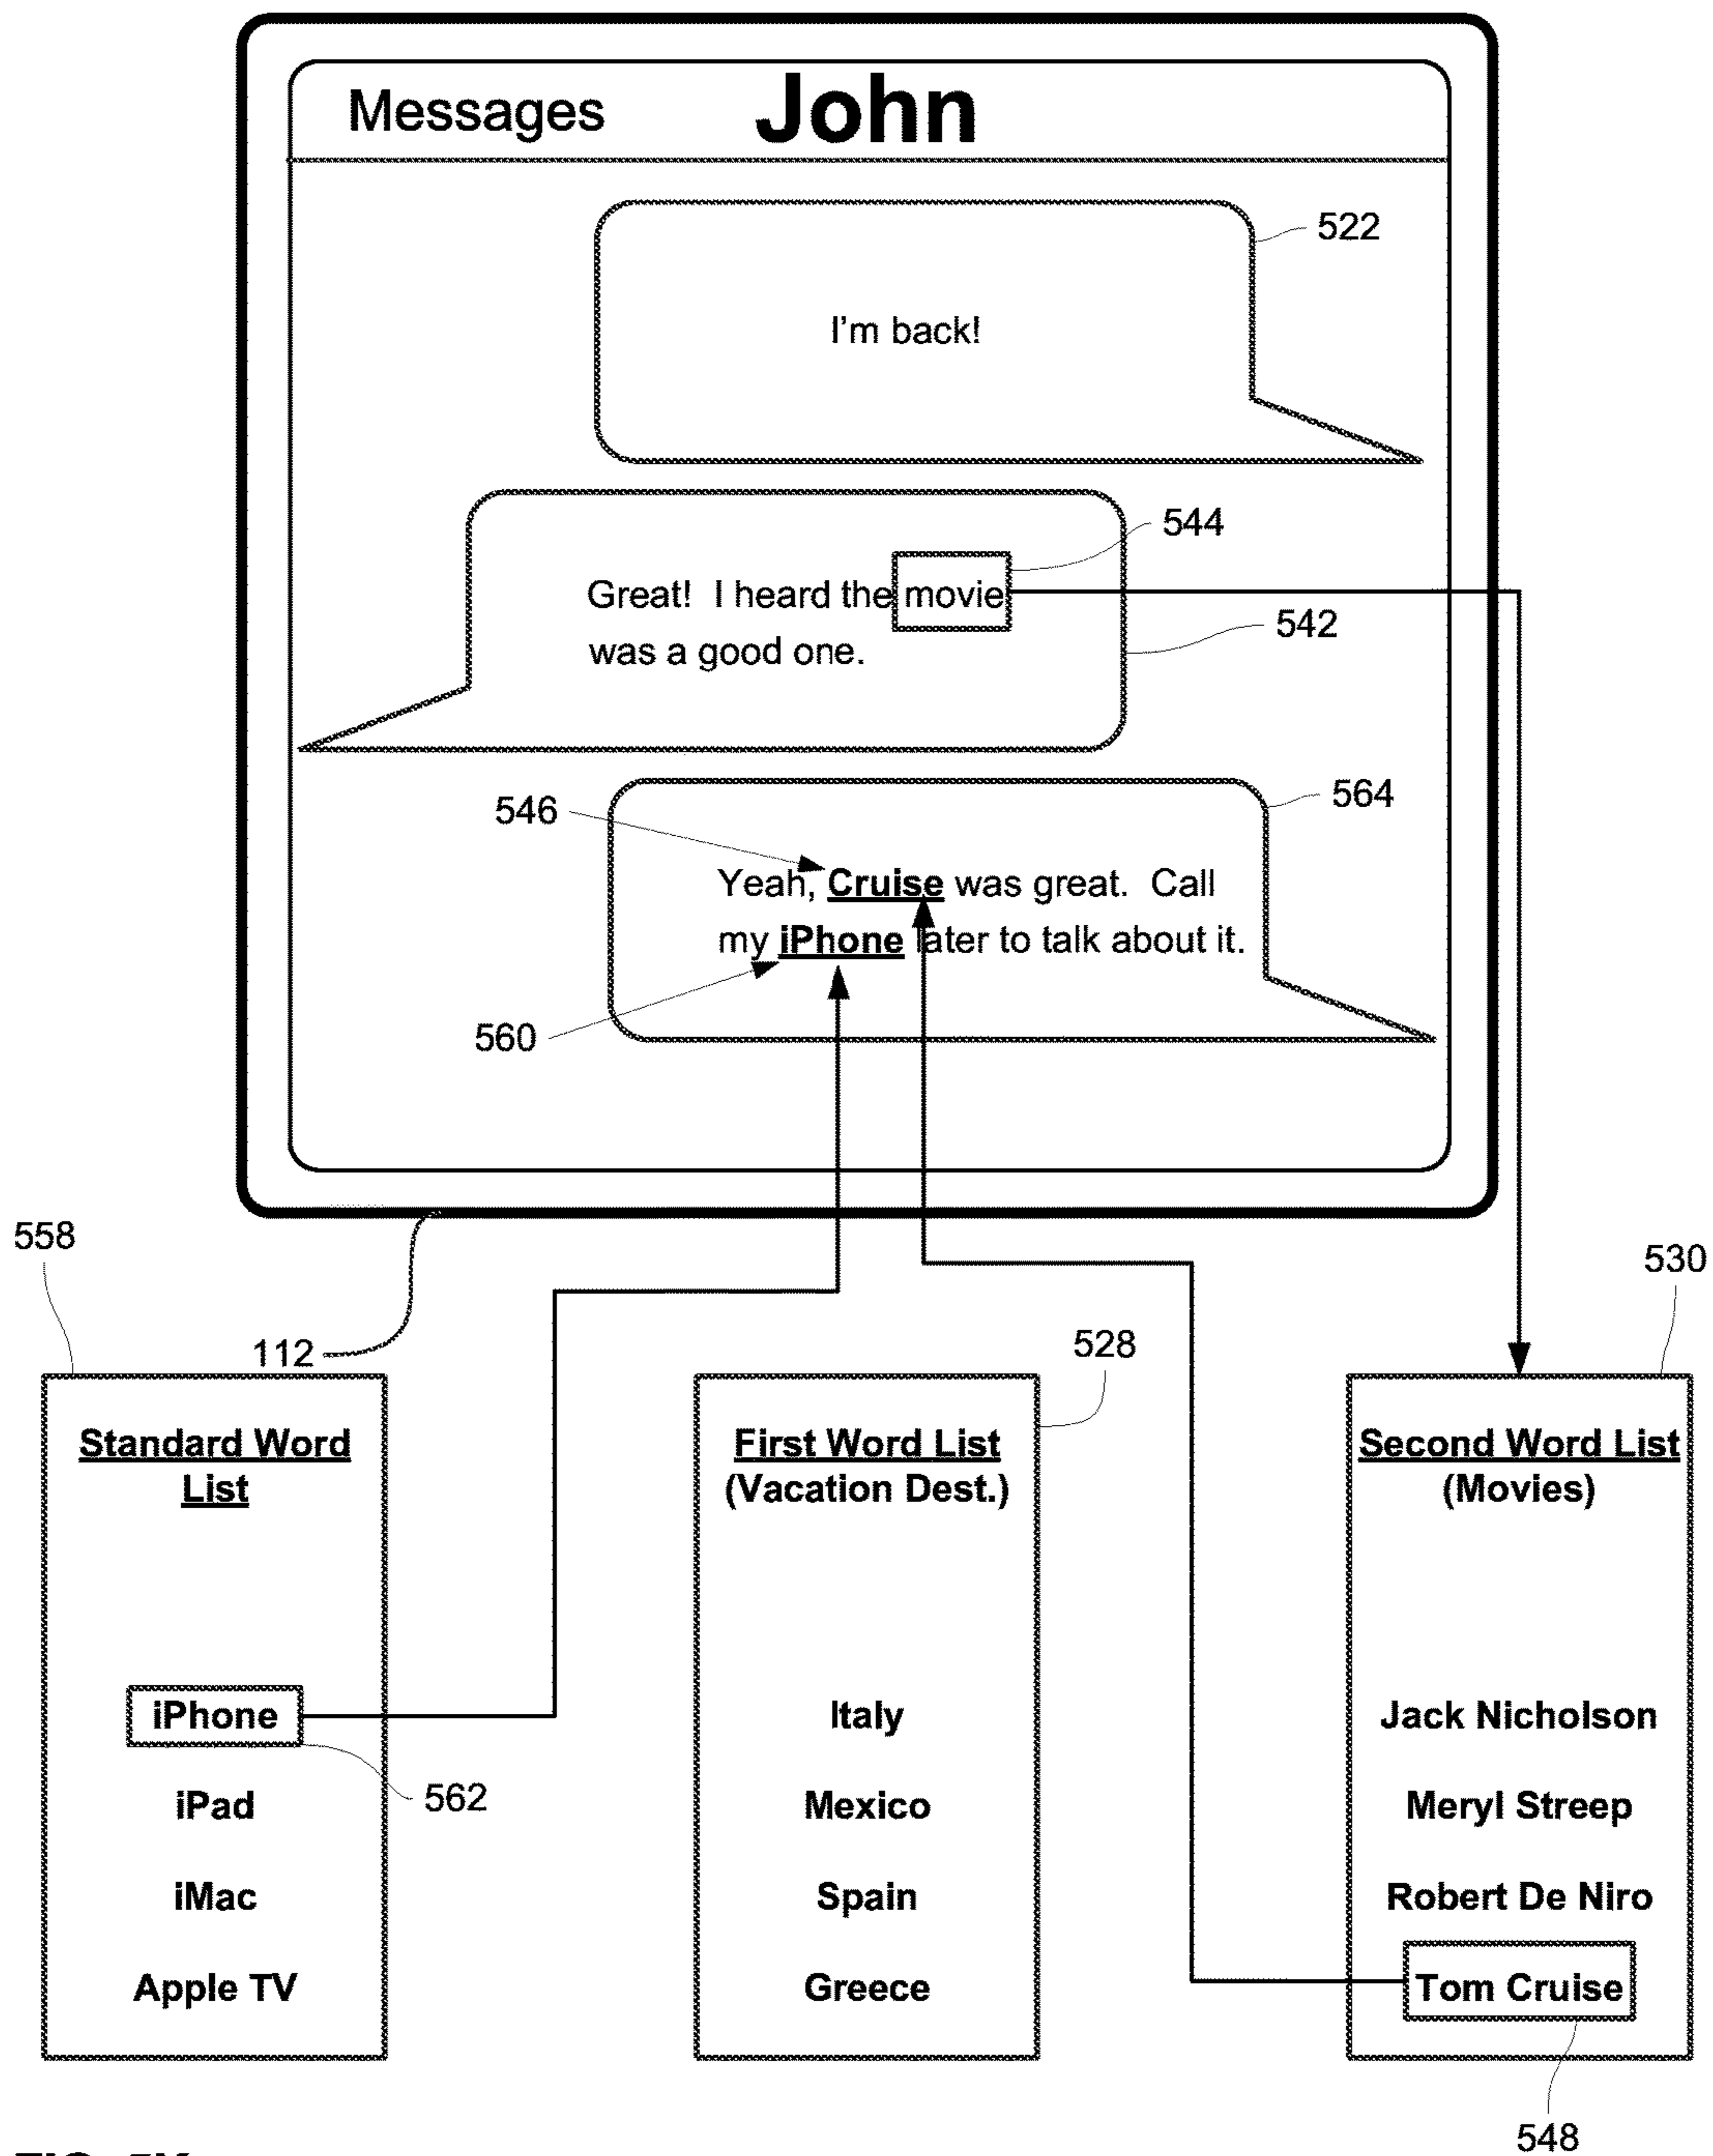 Messages John
522
I'm back!
544
Great! I heard the movie
542
was a good one.
564
546
Yeah, Cruise was great. Call
my iPhone later to talk about it.
560
558
530
112
528
Standard Word
List
iPhone
562
iPad
iMac
Apple TV
First Word List
(Vacation Dest.)
Italy
Mexico
Spain
Greece
Second Word List
(Movies)
Jack Nicholson
Meryl Streep
Robert De Niro
Tom Cruise
548